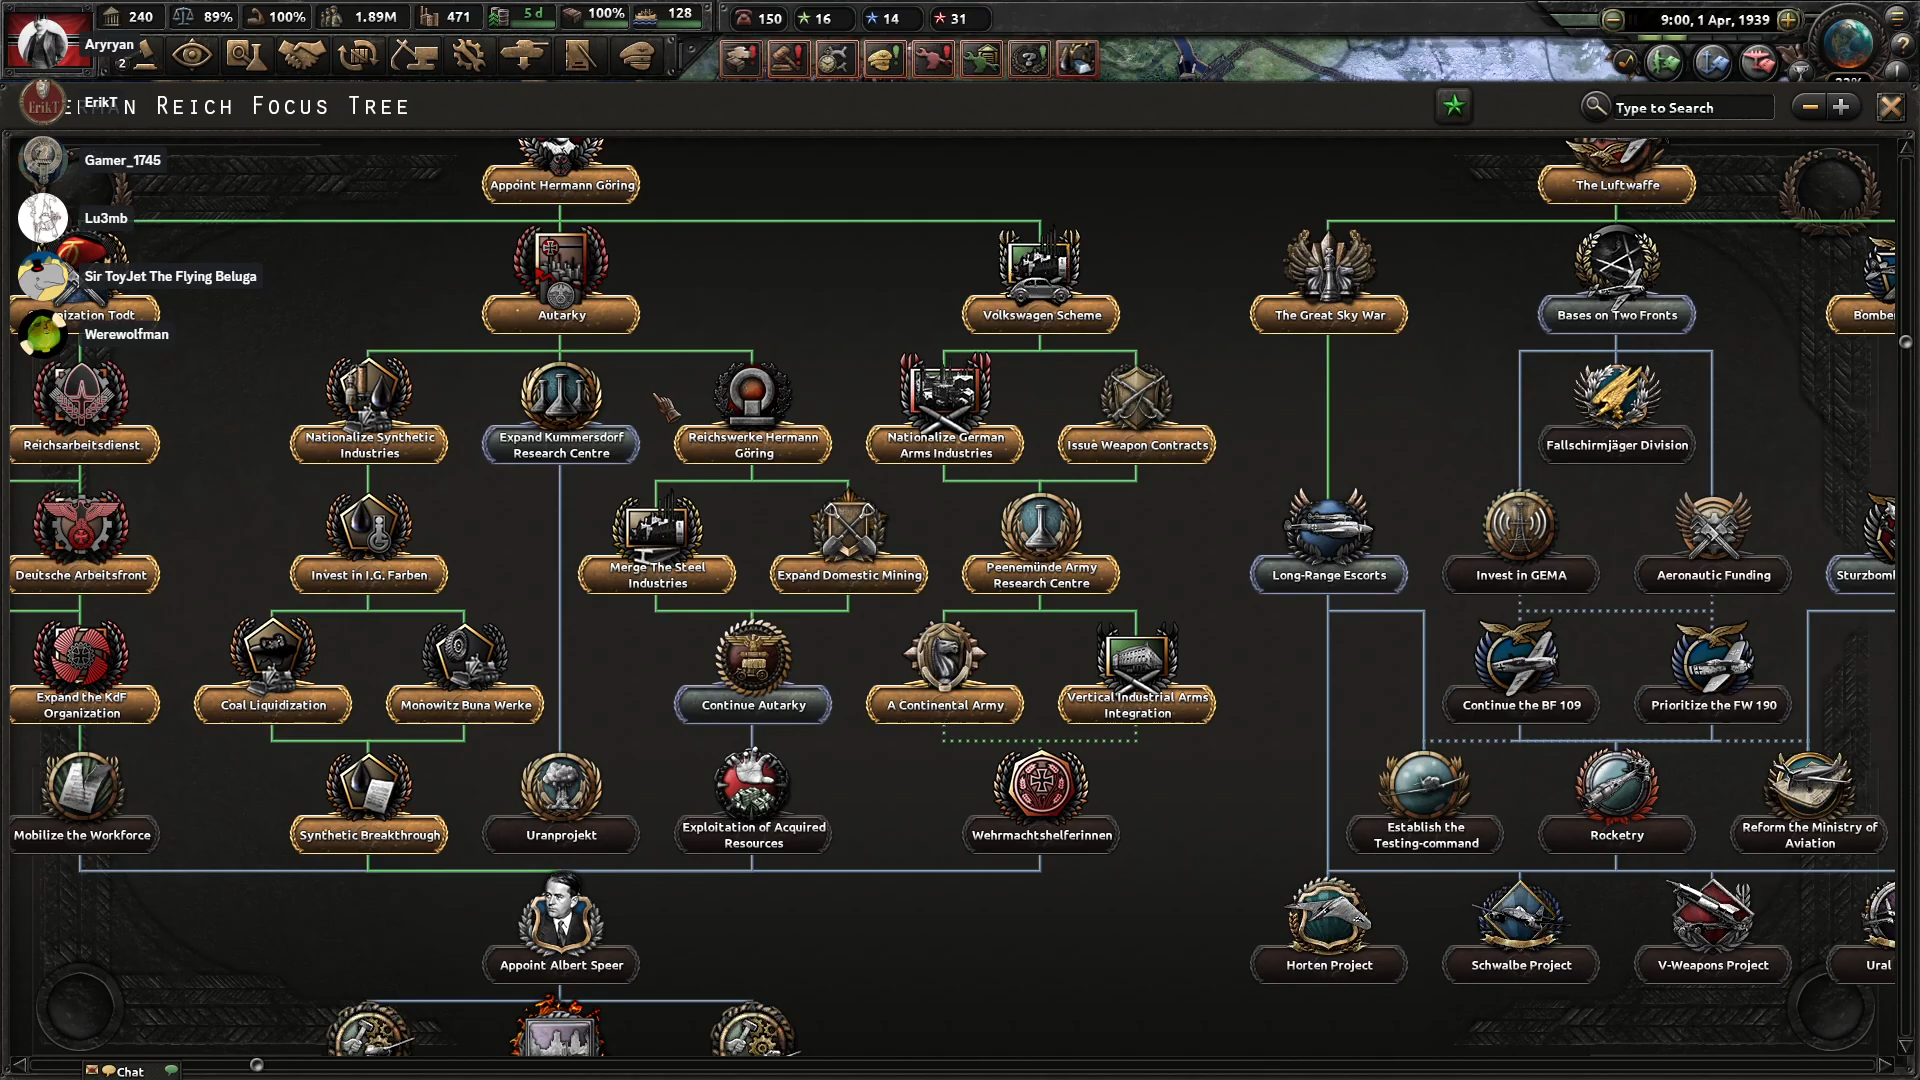 240
89%
100%
1.89M
471
5 d
100%
128
150
16
14
31
9:00, 1 Apr, 1939
Aryryan
2
ErikT
N REICH FOCUS TREE
Type to Search
Gamer_1745
Lu3mb
Sir ToyJet The Flying Beluga
Werewolfman
Appoint Hermann Göring
The Luftwaffe
Autarky
Volkswagen Scheme
The Great Sky War
Bases on Two Fronts
Bomber
ization Todt
Reichsarbeitsdienst
Nationalize Synthetic
Industries
Expand Kummersdorf
Research Centre
Reichswerke Hermann
Göring
Nationalize German
Arms Industries
Issue Weapon Contracts
Fallschirmjäger Division
Deutsche Arbeitsfront
Invest in I.G. Farben
Merge The Steel
Industries
Expand Domestic Mining
Peenemünde Army
Research Centre
Long-Range Escorts
Invest in GEMA
Aeronautic Funding
Sturzbom
Expand the KdF
Organization
Coal Liquidization
Monowitz Buna Werke
Continue Autarky
A Continental Army
Vertical Industrial Arms
Integration
Continue the BF 109
Prioritize the FW 190
Mobilize the Workforce
Synthetic Breakthrough
Uranprojekt
Exploitation of Acquired
Resources
Wehrmachtshelferinnen
Establish the
Testing-command
Rocketry
Reform the Ministry of
Aviation
Appoint Albert Speer
Horten Project
Schwalbe Project
V-Weapons Project
Ural
Chat